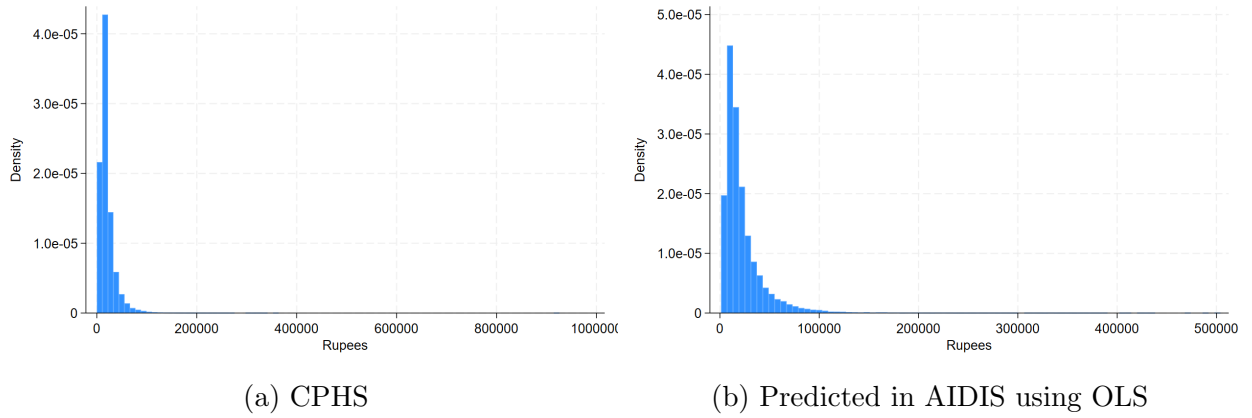 4.0e-05
3.0e-05
2.0e-05
1.0e-05
0
Density
0 200000 400000 600000 800000 1000000
Rupees
(a) CPHS
5.0e-05
4.0e-05
3.0e-05
2.0e-05
1.0e-05
0
Density
0 100000 200000 300000 400000 500000
Rupees
(b) Predicted in AIDIS using OLS